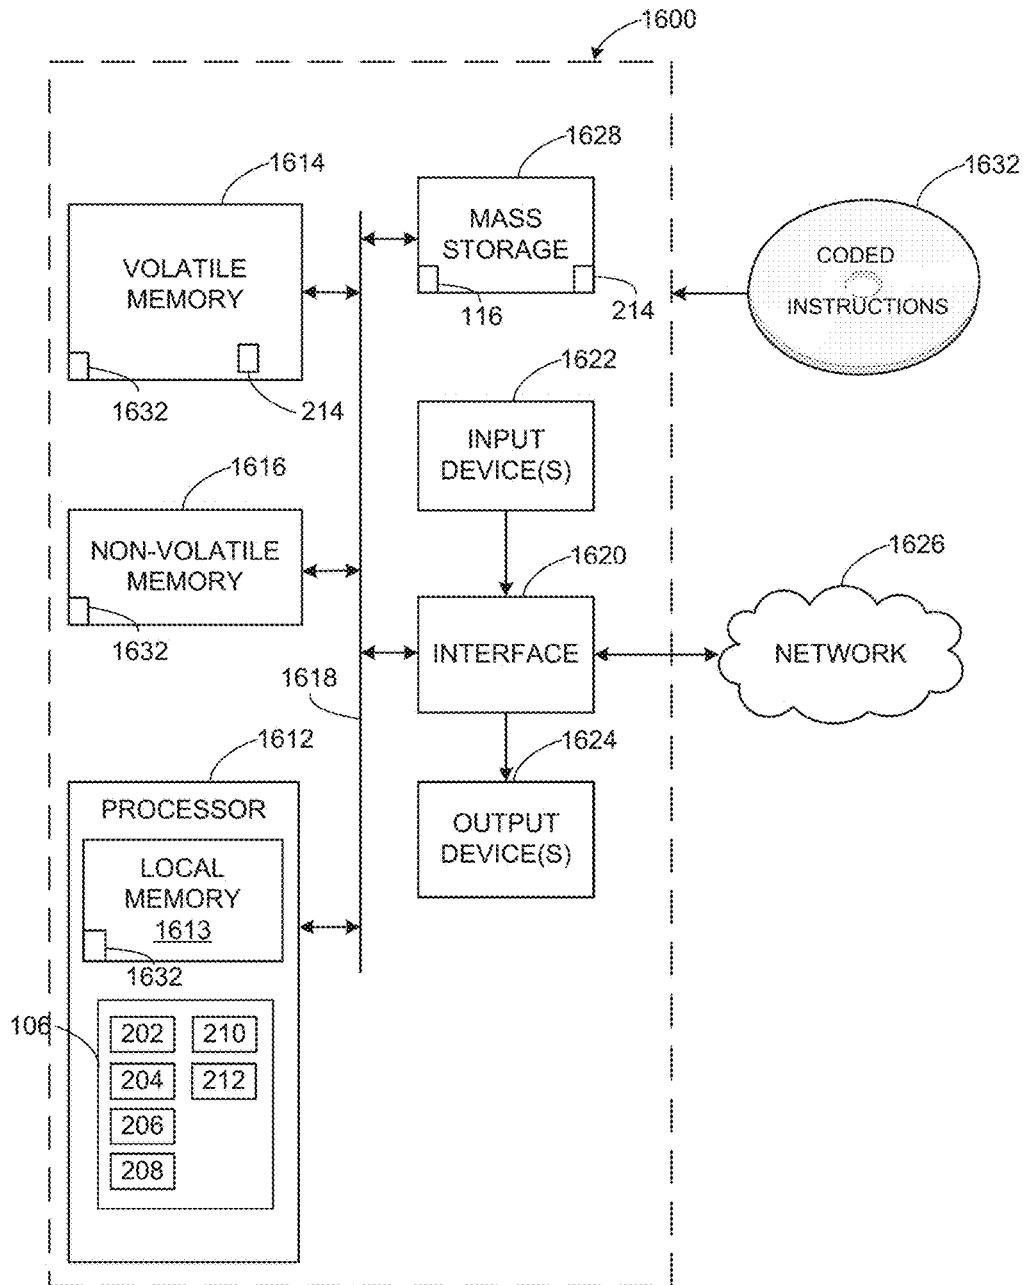 1600
1614
VOLATILE
MEMORY
1632
214
1628
MASS
STORAGE
116
214
1632
CODED
INSTRUCTIONS
1622
INPUT
DEVICE(S)
1616
NON-VOLATILE
MEMORY
1632
1620
INTERFACE
1626
NETWORK
1618
1612
PROCESSOR
LOCAL
MEMORY
1613
1632
1624
OUTPUT
DEVICE(S)
106
202
210
204
212
206
208